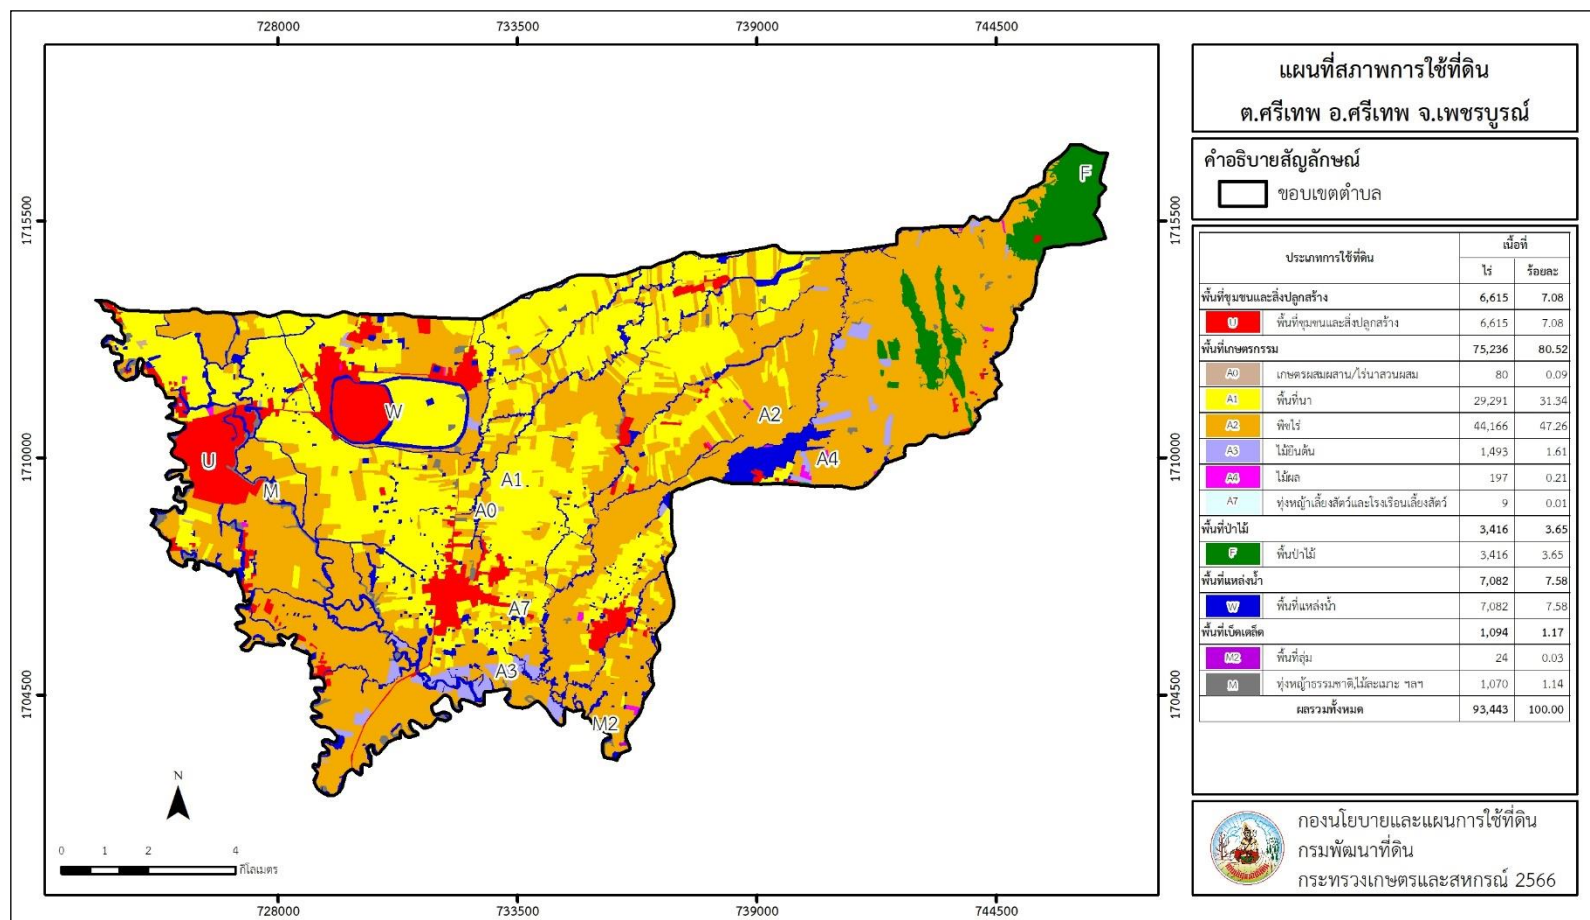 728000
733500
739000
744500
1715500
1710000
1704500
1715500
1710000
1704500
728000
733500
739000
744500
F
W
A2
U
A4
A1
M
A0
A7
A3
M2
N
0 1 2 4
กิโลเมตร
แผนที่สภาพการใช้ที่ดิน
ต.ศรีเทพ อ.ศรีเทพ จ.เพชรบูรณ์
คำอธิบายสัญลักษณ์
ขอบเขตตำบล
ประเภทการใช้ที่ดิน เนื้อที่
ไร่ ร้อยละ
พื้นที่ชุมชนและสิ่งปลูกสร้าง 6,615 7.08
U พื้นที่ชุมชนและสิ่งปลูกสร้าง 6,615 7.08
พื้นที่เกษตรกรรม 75,236 80.52
A0 เกษตรผสมผสาน/ไร่นาสวนผสม 80 0.09
A1 พื้นที่นา 29,291 31.34
A2 พืชไร่ 44,166 47.26
A3 ไม้ยืนต้น 1,493 1.61
A4 ไม้ผล 197 0.21
A7 ทุ่งหญ้าเลี้ยงสัตว์และโรงเรือนเลี้ยงสัตว์ 9 0.01
พื้นที่ป่าไม้ 3,416 3.65
F พื้นป่าไม้ 3,416 3.65
พื้นที่แหล่งน้ำ 7,082 7.58
W พื้นที่แหล่งน้ำ 7,082 7.58
พื้นที่เบ็ดเตล็ด 1,094 1.17
M2 พื้นที่ลุ่ม 24 0.03
M ทุ่งหญ้าธรรมชาติ,ไม้ละเมาะ ฯลฯ 1,070 1.14
ผลรวมทั้งหมด 93,443 100.00
กองนโยบายและแผนการใช้ที่ดิน
กรมพัฒนาที่ดิน
กระทรวงเกษตรและสหกรณ์ 2566